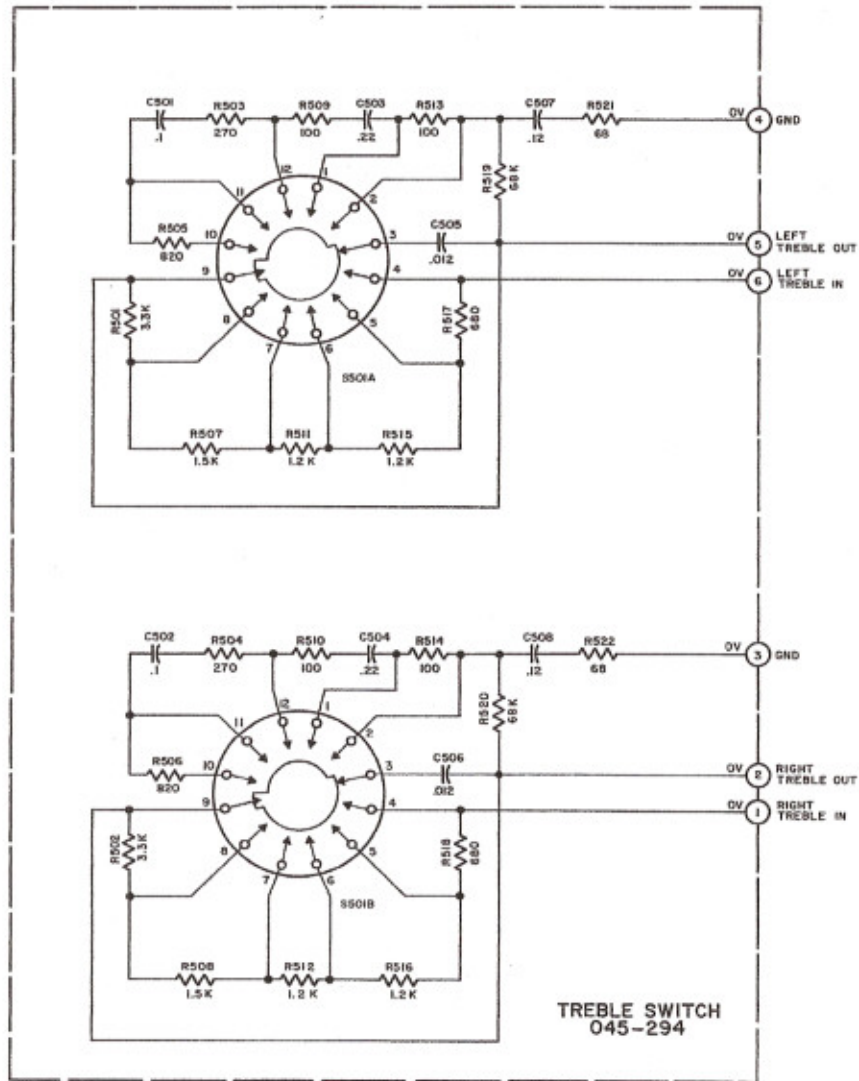 C501 R503 R509 C503 R513 C507 R521 0V 4 GND
.1 270 100 .22 100 .12 68
R519 68K
12 1
11 2
R505 10 3 C505 0V 5 LEFT TREBLE OUT
820 .012
9 4 0V 6 LEFT TREBLE IN
R501 3.3K 8 5 R517 680
7 6
S501A
R507 R511 R515
1.5K 1.2K 1.2K
C502 R504 R510 C504 R514 C508 R522 0V 3 GND
.1 270 100 .22 100 .12 68
R520 68K
12 1
11 2
R506 10 3 C506 0V 2 RIGHT TREBLE OUT
820 .012
9 4 0V 1 RIGHT TREBLE IN
R502 3.3K 8 5 R518 680
7 6
S501B
R508 R512 R516
1.5K 1.2K 1.2K
TREBLE SWITCH
045-294